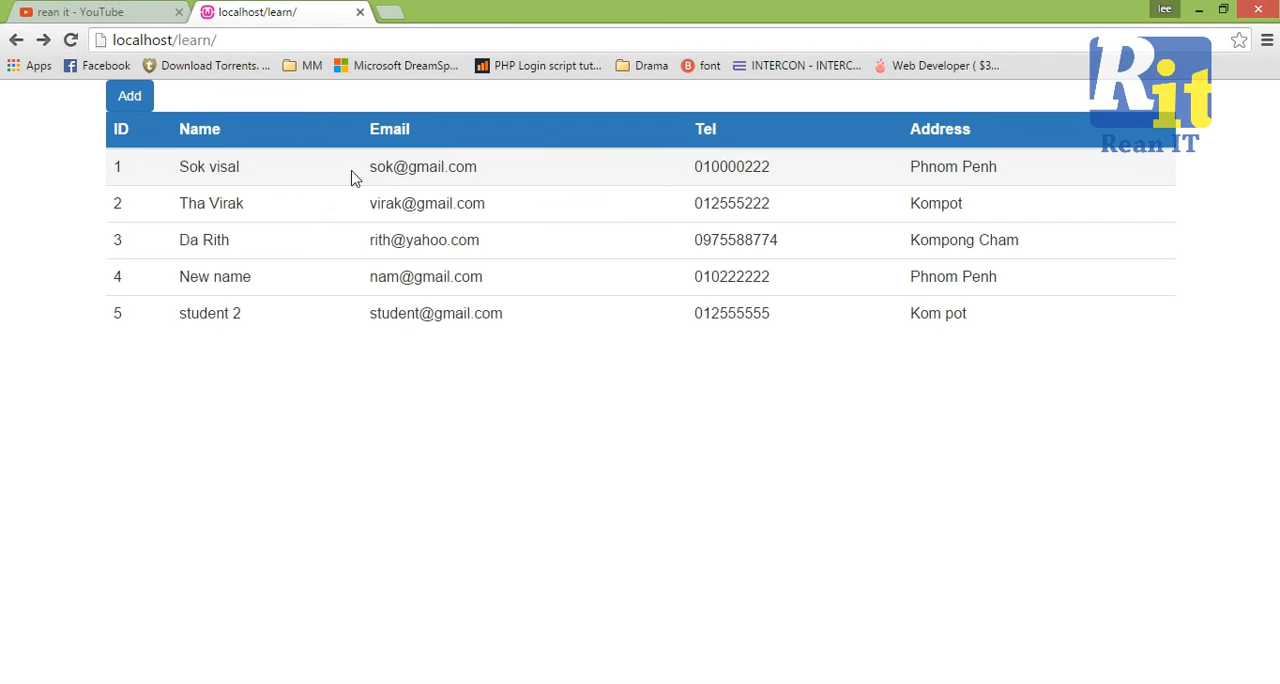 rean it - YouTube
localhost/learn/
lee
localhost/learn/
Apps Facebook Download Torrents. ... MM Microsoft DreamSp... PHP Login script tut... Drama font INTERCON - INTERC... Web Developer ( $3...
Rit
Rean IT
Add
ID Name Email Tel Address
1 Sok visal sok@gmail.com 010000222 Phnom Penh
2 Tha Virak virak@gmail.com 012555222 Kompot
3 Da Rith rith@yahoo.com 0975588774 Kompong Cham
4 New name nam@gmail.com 010222222 Phnom Penh
5 student 2 student@gmail.com 012555555 Kom pot